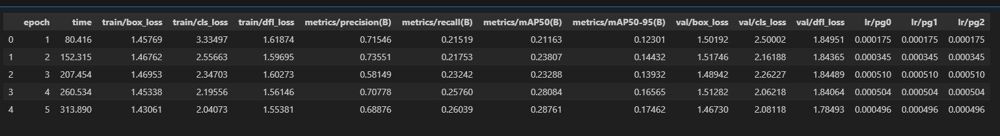 epoch time train/box_loss train/cls_loss train/dfl_loss metrics/precision(B) metrics/recall(B) metrics/mAP50(B) metrics/mAP50-95(B) val/box_loss val/cls_loss val/dfl_loss lr/pg0 lr/pg1 lr/pg2
0 1 80.416 1.45769 3.33497 1.61874 0.71546 0.21519 0.21163 0.12301 1.50192 2.50002 1.84951 0.000175 0.000175 0.000175
1 2 152.315 1.46762 2.55663 1.59695 0.73551 0.21753 0.23807 0.14432 1.51746 2.16188 1.84365 0.000345 0.000345 0.000345
2 3 207.454 1.46953 2.34703 1.60273 0.58149 0.23242 0.23288 0.13932 1.48942 2.26227 1.84489 0.000510 0.000510 0.000510
3 4 260.534 1.45338 2.19556 1.56146 0.70778 0.25760 0.28084 0.16565 1.51282 2.06218 1.84064 0.000504 0.000504 0.000504
4 5 313.890 1.43061 2.04073 1.55381 0.68876 0.26039 0.28761 0.17462 1.46730 2.08118 1.78493 0.000496 0.000496 0.000496